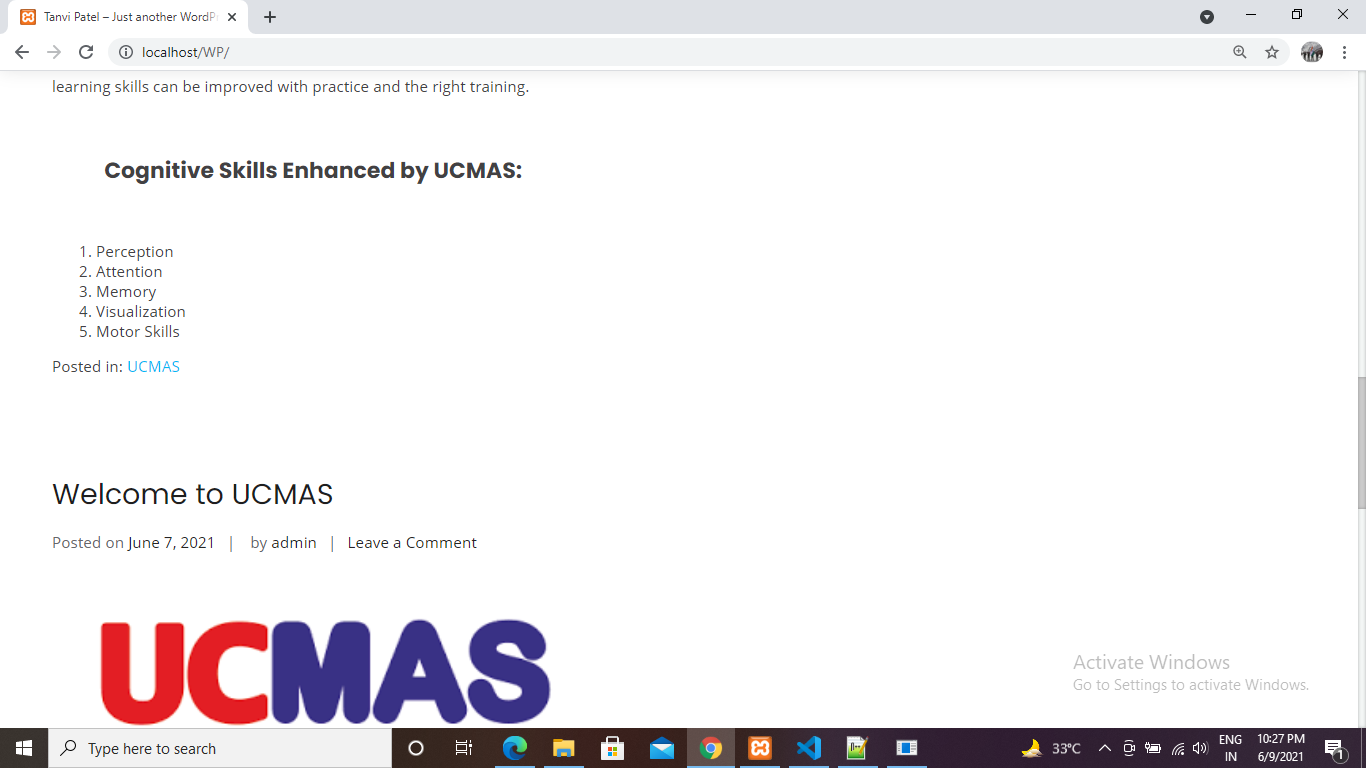 Tanvi Patel – Just another WordPr
localhost/WP/
learning skills can be improved with practice and the right training.
Cognitive Skills Enhanced by UCMAS:
1. Perception
2. Attention
3. Memory
4. Visualization
5. Motor Skills
Posted in: UCMAS
Welcome to UCMAS
Posted on June 7, 2021 | by admin | Leave a Comment
UCMAS
Activate Windows
Go to Settings to activate Windows.
Type here to search
33°C
ENG
IN
10:27 PM
6/9/2021
1